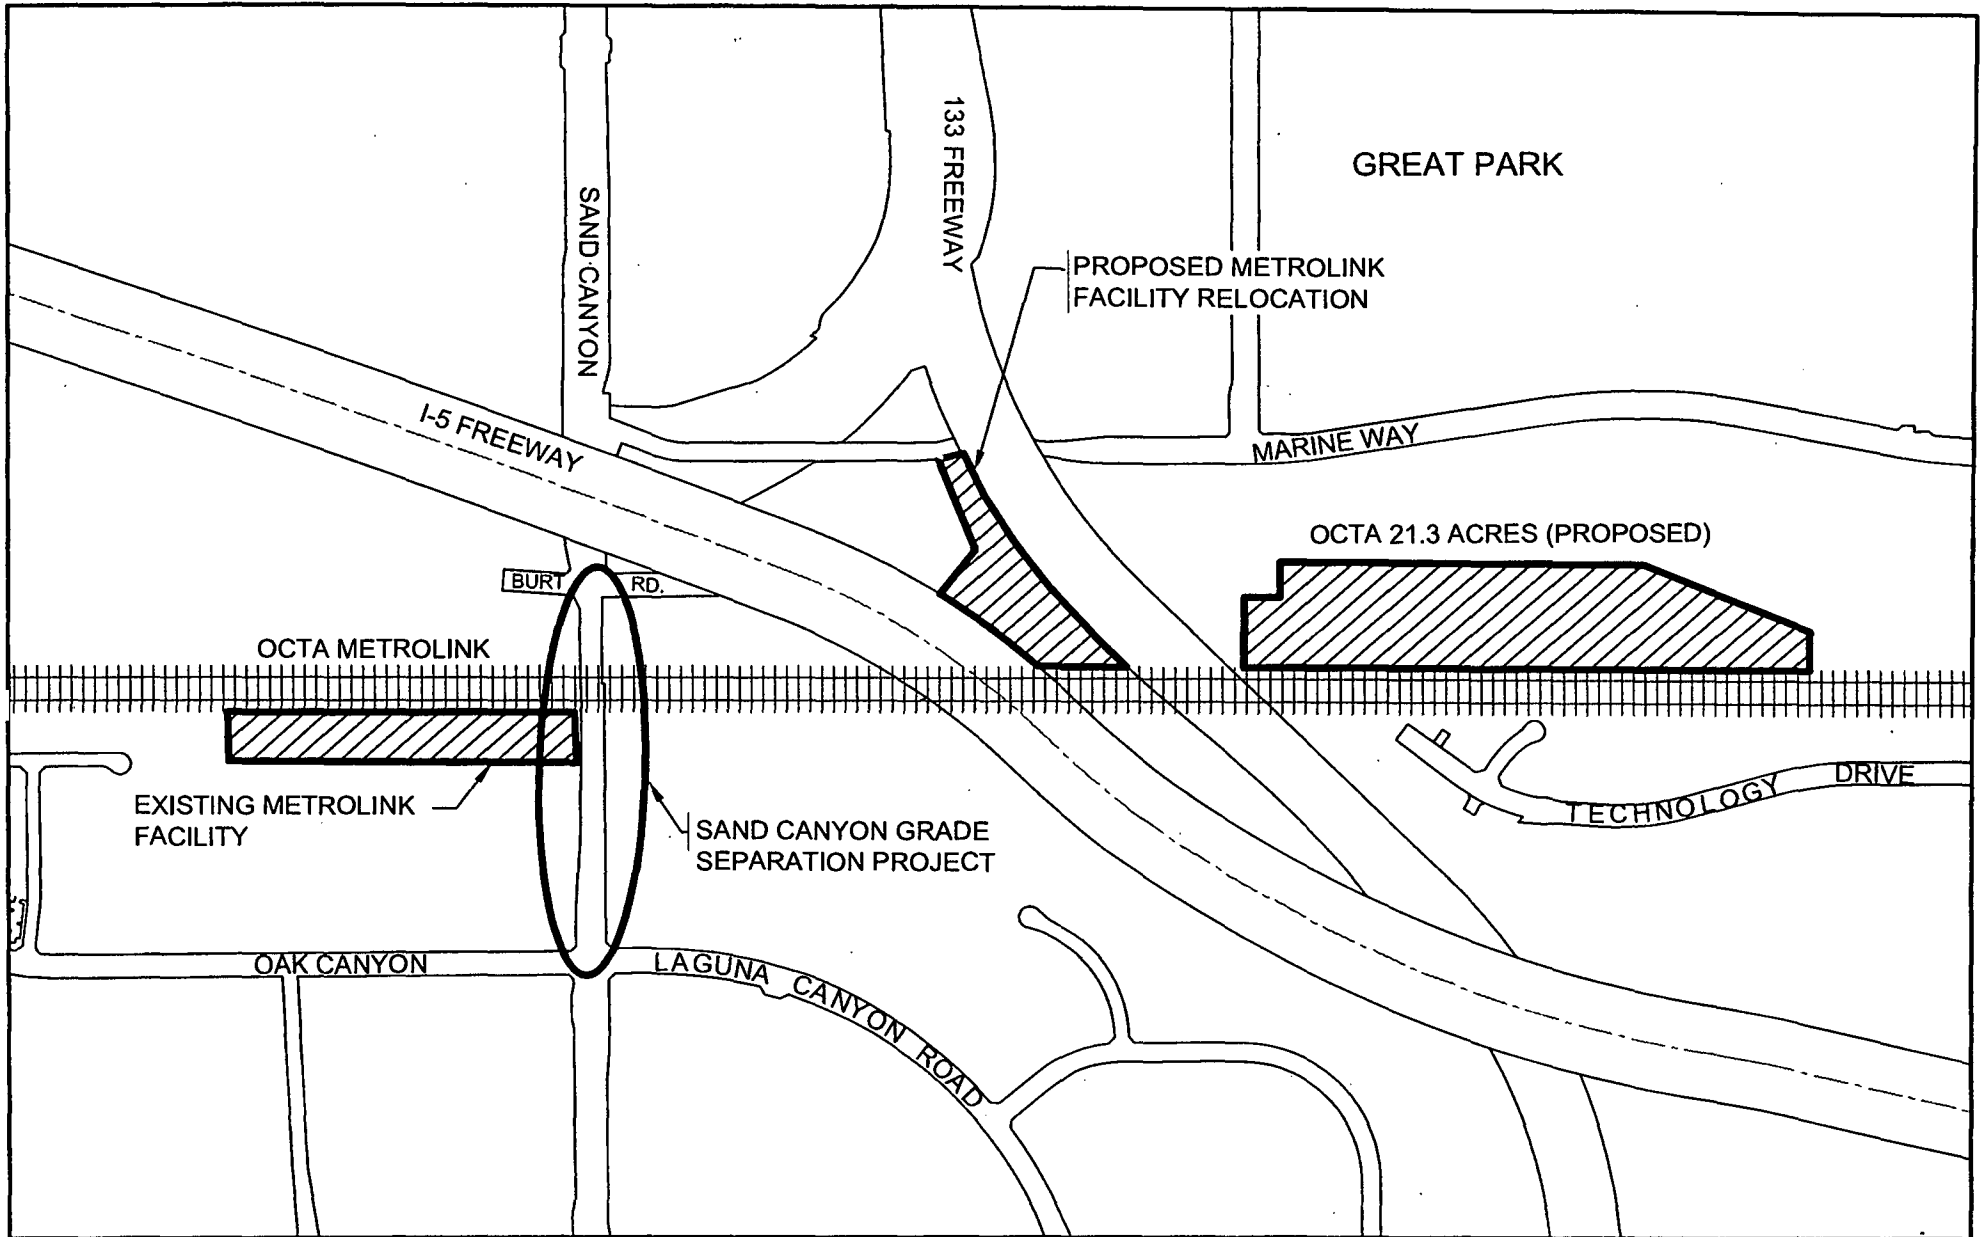 133 FREEWAY
GREAT PARK
SAND CANYON
PROPOSED METROLINK
FACILITY RELOCATION
I-5 FREEWAY
MARINE WAY
OCTA 21.3 ACRES (PROPOSED)
BURT RD.
OCTA METROLINK
EXISTING METROLINK
FACILITY
SAND CANYON GRADE
SEPARATION PROJECT
TECHNOLOGY DRIVE
OAK CANYON
LAGUNA CANYON ROAD